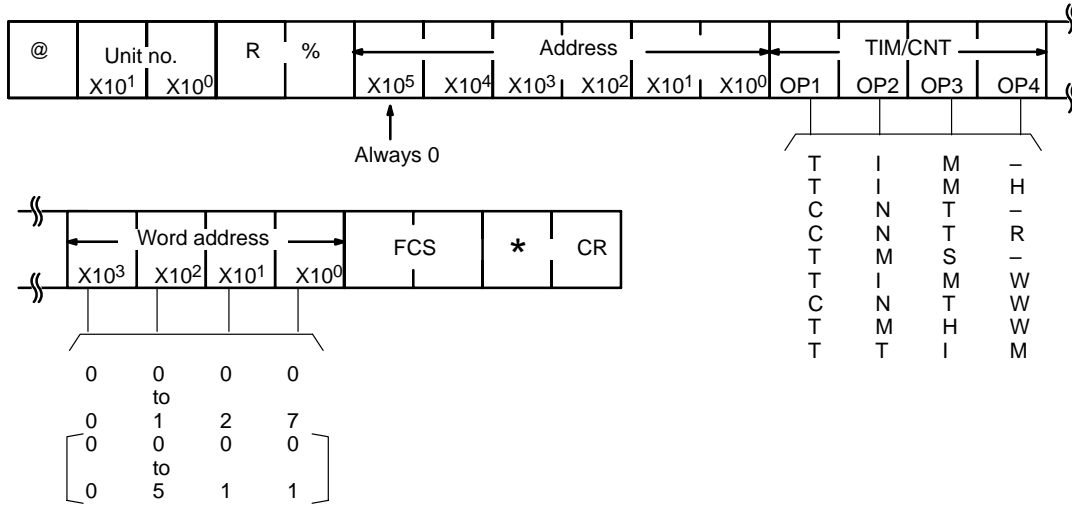 @ Unit no. R % Address TIM/CNT
X10¹ X10⁰ X10⁵ X10⁴ X10³ X10² X10¹ X10⁰ OP1 OP2 OP3 OP4
Always 0
T I M –
T I M H
C N T –
C N T R
T M S –
T I M W
C N T W
T M H W
T T I M
Word address FCS * CR
X10³ X10² X10¹ X10⁰
0 0 0 0
to
0 1 2 7
0 0 0 0
to
0 5 1 1